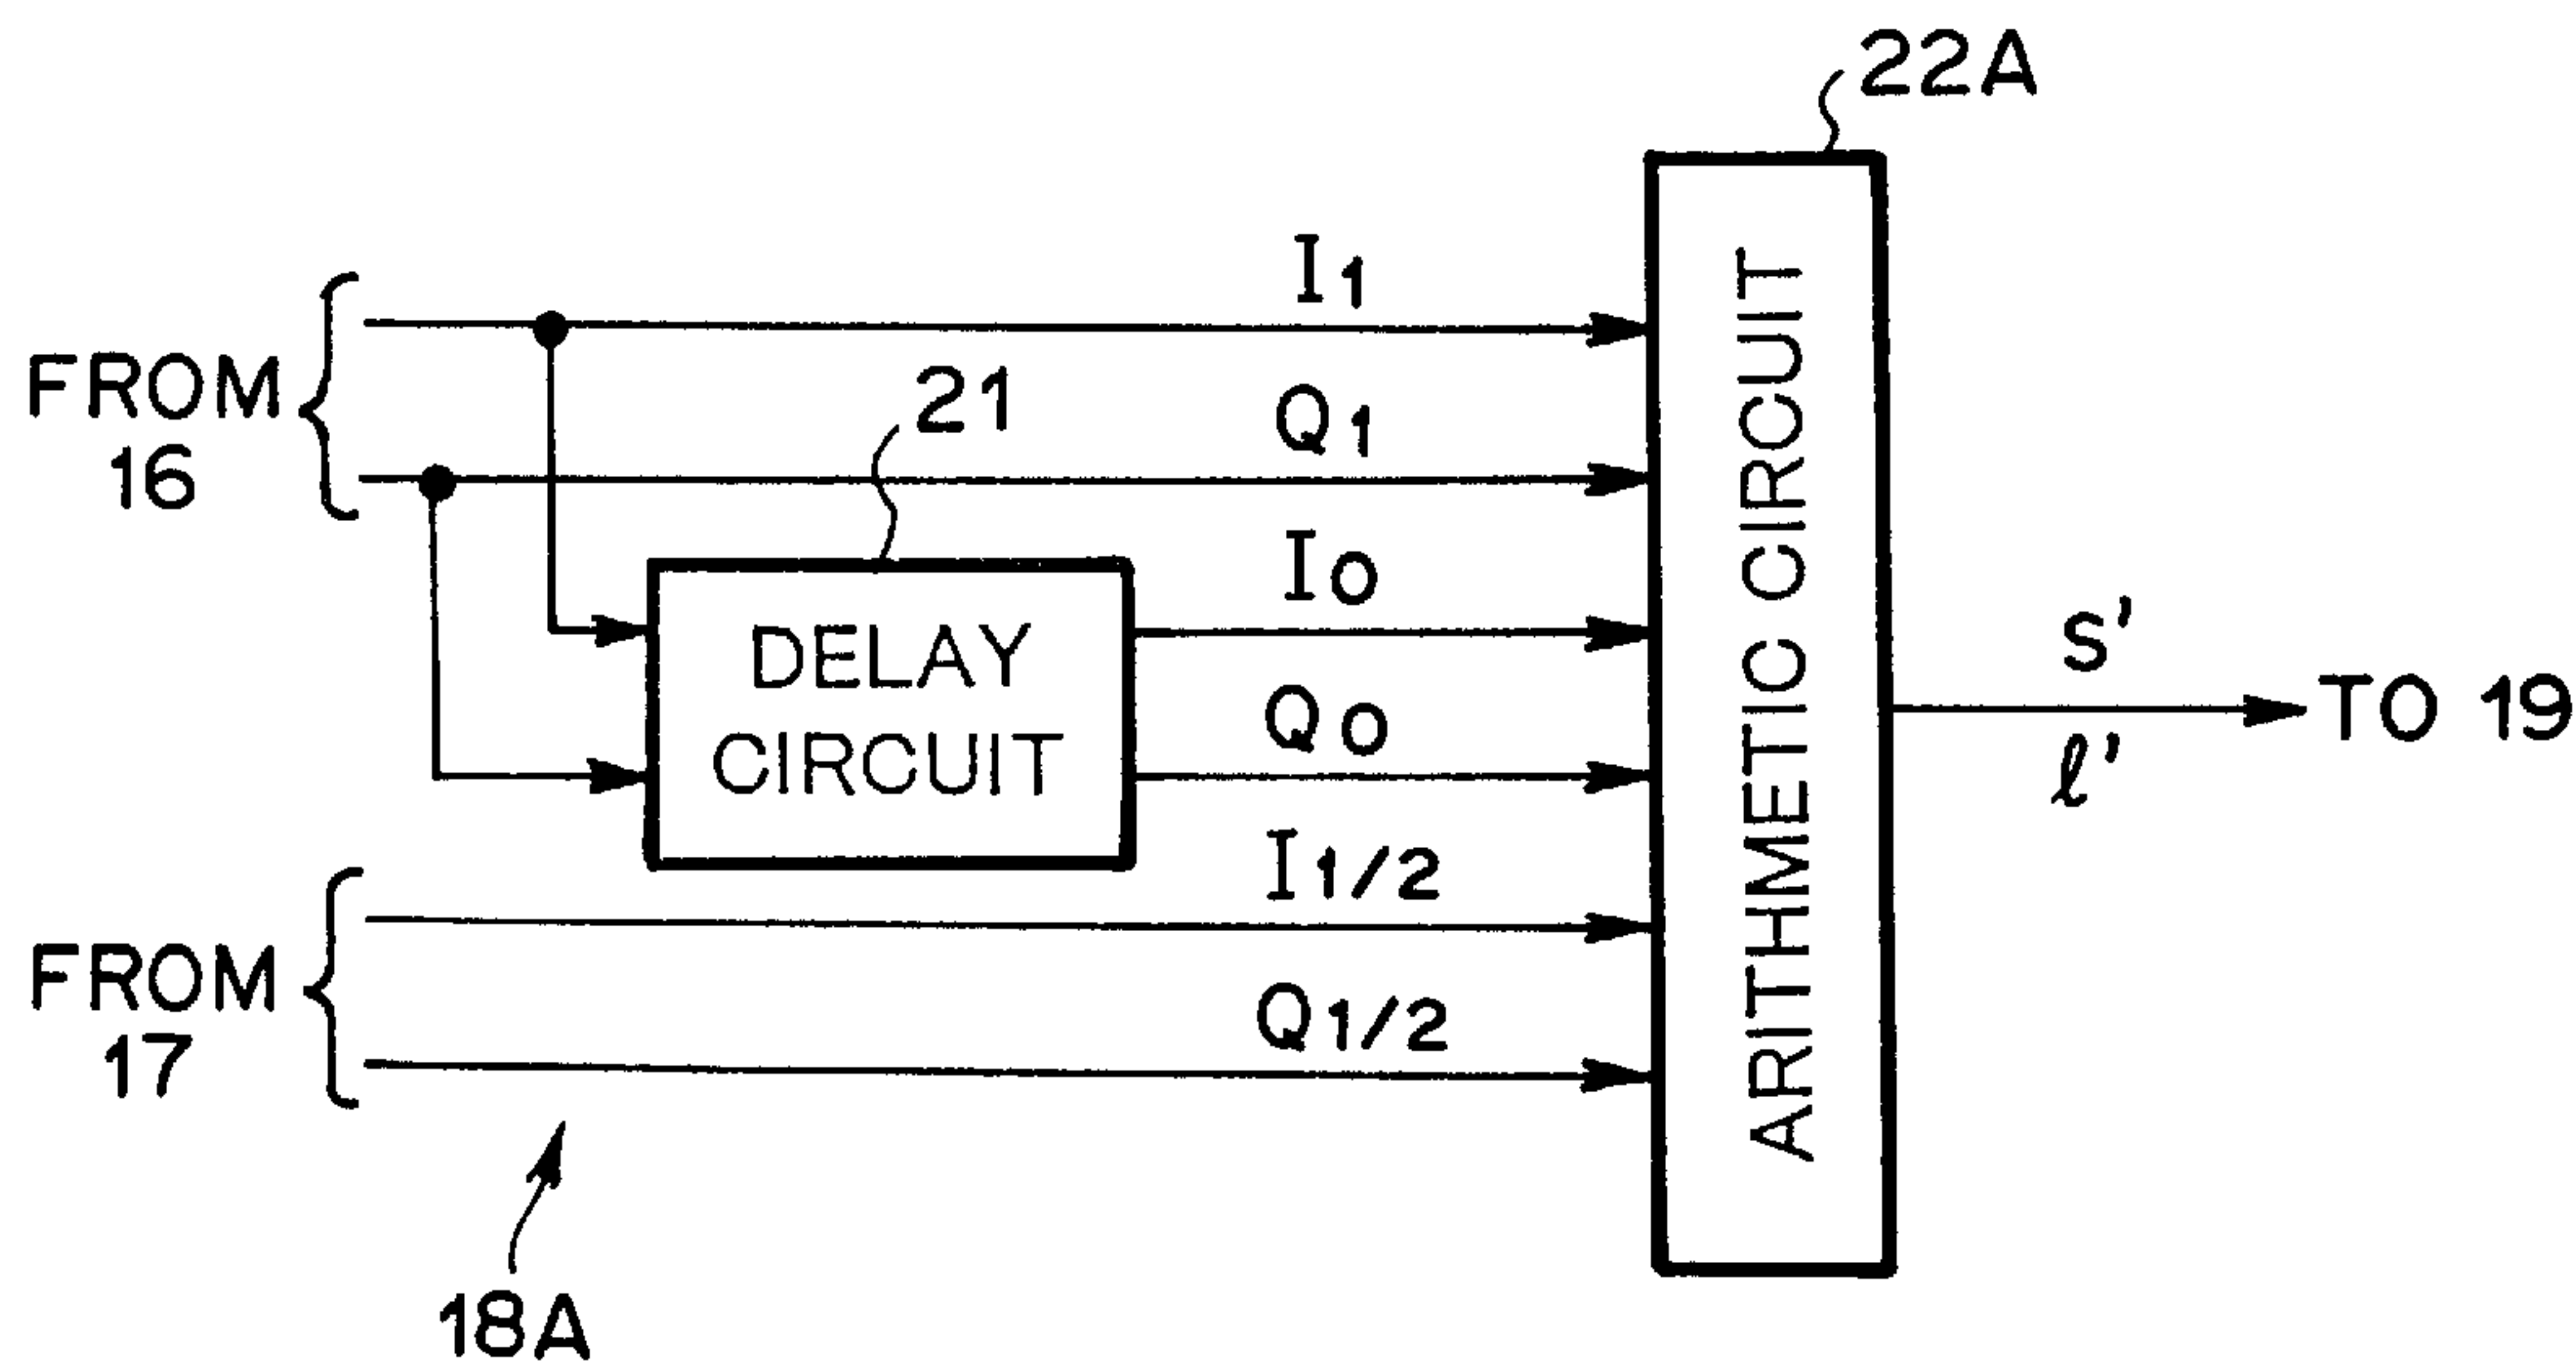 22A
I1
FROM
16
Q1
21
I0
DELAY
CIRCUIT
Q0
ARITHMETIC CIRCUIT
S'
ℓ'
TO 19
I1/2
FROM
17
Q1/2
18A